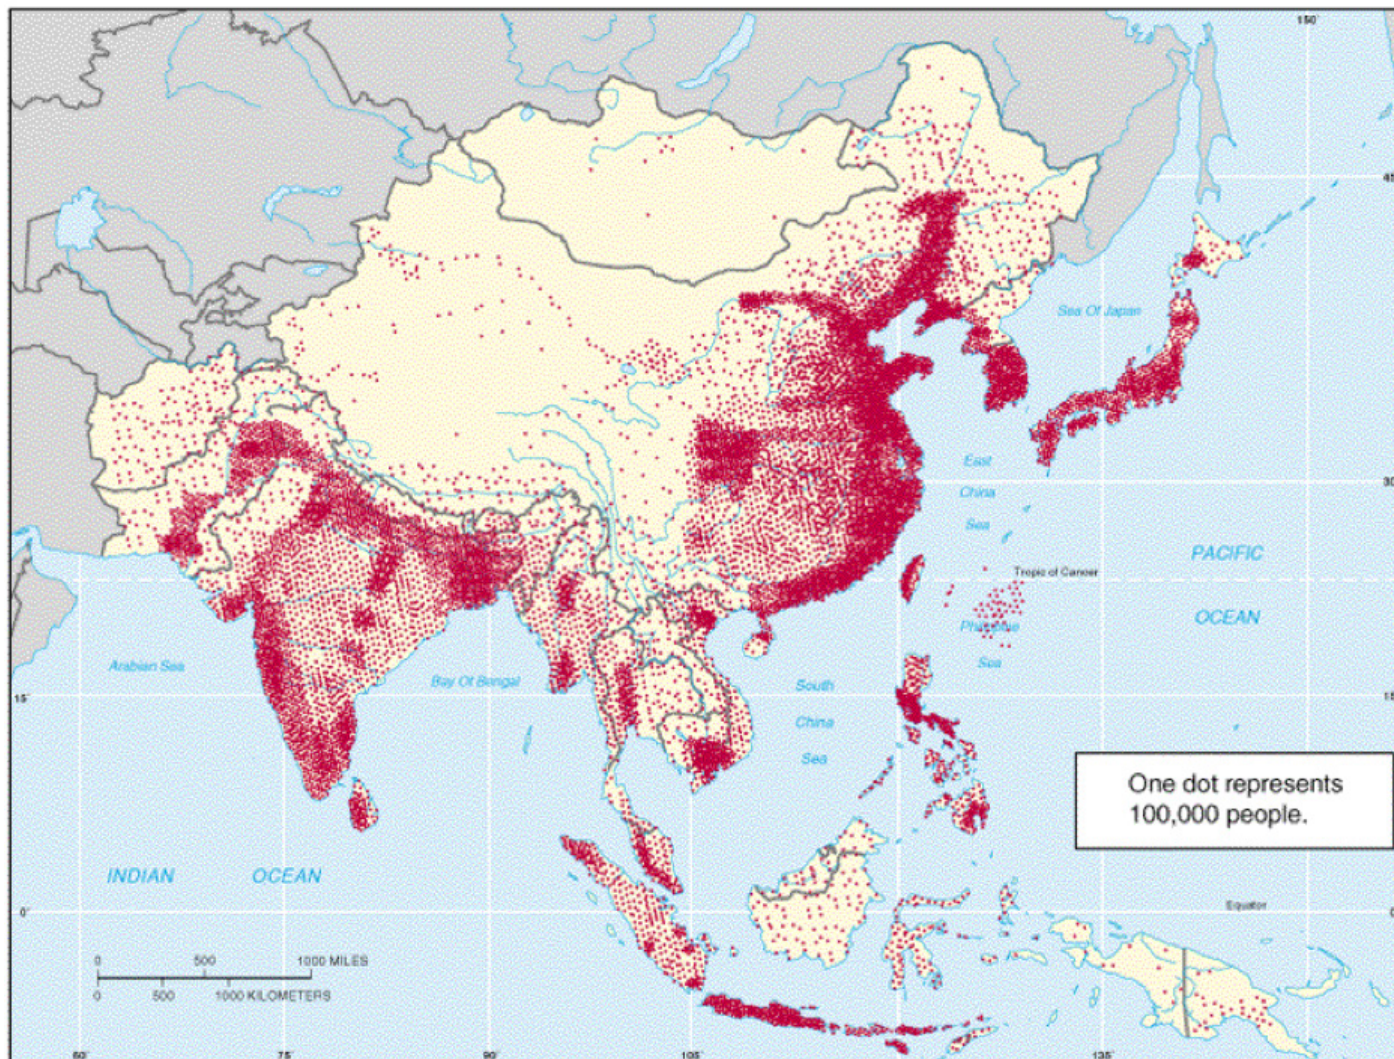 150°
45°
Sea Of Japan
East
China
Sea
30°
PACIFIC
OCEAN
Tropic of Cancer
Philippine
Sea
Arabian Sea
Bay Of Bengal
South
China
Sea
15°
15°
One dot represents
100,000 people.
INDIAN OCEAN
Equator
0°
0 500 1000 MILES
0 500 1000 KILOMETERS
60° 75° 90° 105° 135°